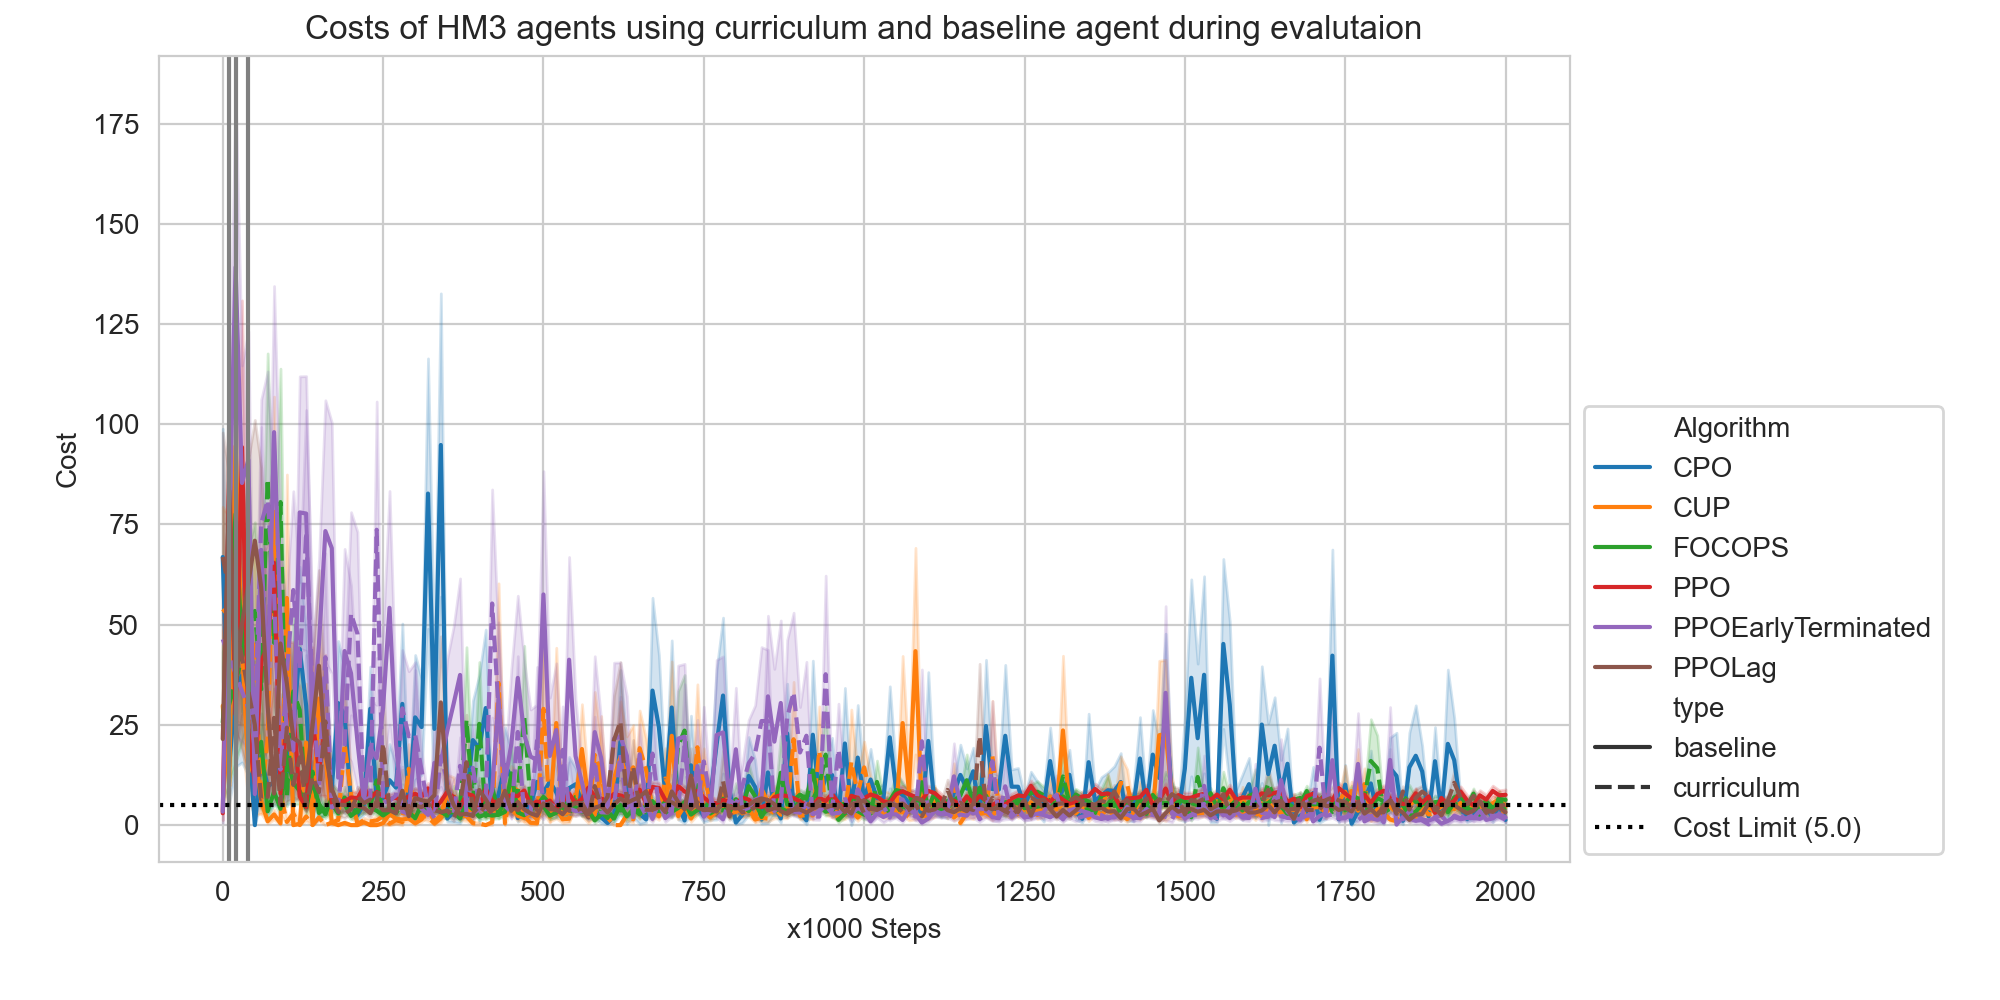 Costs of HM3 agents using curriculum and baseline agent during evalutaion
175
150
125
100
75
50
25
0
Cost
0 250 500 750 1000 1250 1500 1750 2000
x1000 Steps
Algorithm
CPO
CUP
FOCOPS
PPO
PPOEarlyTerminated
PPOLag
type
baseline
curriculum
Cost Limit (5.0)